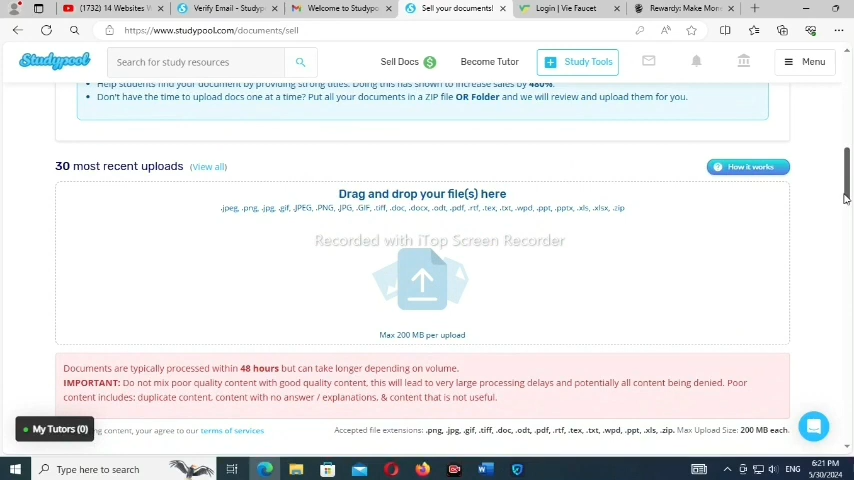 (1732) 14 Websites W
Verify Email - Studyp
Welcome to Studypo
Sell your documents!
Login | Vie Faucet
Rewardy: Make Mon
https://www.studypool.com/documents/sell
Studypool
Search for study resources
Sell Docs $
Become Tutor
Study Tools
Menu
Help students find your document by providing strong titles. Doing this has shown to increase sales by 480%.
Don't have the time to upload docs one at a time? Put all your documents in a ZIP file OR Folder and we will review and upload them for you.
30 most recent uploads (View all)
How it works
Drag and drop your file(s) here
.jpeg, .png, .jpg, .gif, .JPEG, .PNG, .JPG, .GIF, .tiff, .doc, .docx, .odt, .pdf, .rtf, .tex, .txt, .wpd, .ppt, .pptx, .xls, .xlsx, .zip
Recorded with iTop Screen Recorder
Max 200 MB per upload
Documents are typically processed within 48 hours but can take longer depending on volume.
IMPORTANT: Do not mix poor quality content with good quality content, this will lead to very large processing delays and potentially all content being denied. Poor
content includes; duplicate content, content with no answer / explanations, & content that is not useful.
My Tutors (0)
ng content, your agree to our terms of services
Accepted file extensions: .png, .jpg, .gif, .tiff, .doc, .odt, .pdf, .rtf, .tex, .txt, .wpd, .ppt, .xls, .zip. Max Upload Size: 200 MB each.
Type here to search
ENG
6:21 PM
5/30/2024